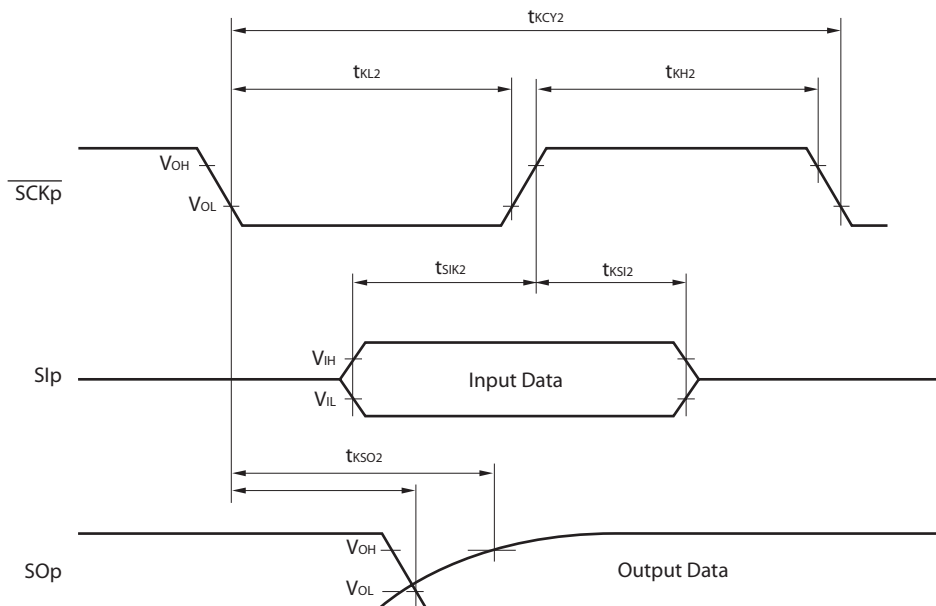 tKCY2
tKL2
tKH2
VOH
SCKp
VOL
tSIK2
tKSI2
VIH
SIp
Input Data
VIL
tKSO2
VOH
SOp
Output Data
VOL